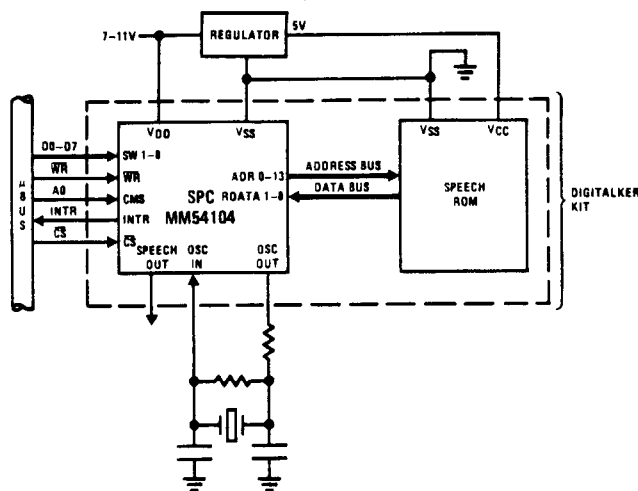 7–11V
REGULATOR
5V
VDD
VSS
VSS
VCC
μBUS
D0–D7
SW 1–8
WR
WR
A0
CMS
INTR
INTR
CS
CS
SPC
MM54104
ADR 0–13
RDATA 1–8
ADDRESS BUS
DATA BUS
SPEECH
ROM
DIGITALKER
KIT
SPEECH
OUT
OSC
IN
OSC
OUT